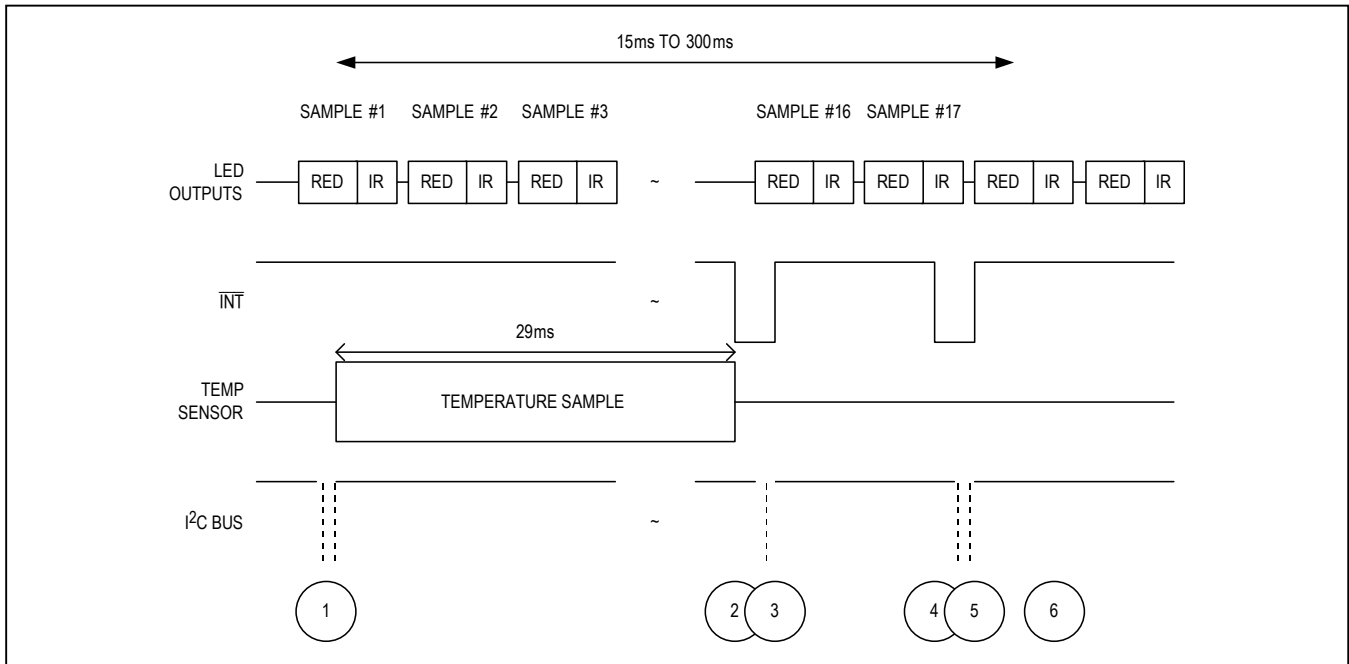 15ms TO 300ms
SAMPLE #1 SAMPLE #2 SAMPLE #3 SAMPLE #16 SAMPLE #17
LED
OUTPUTS
RED IR RED IR RED IR ~ RED IR RED IR RED IR RED IR
INT
~
29ms
TEMP
SENSOR
TEMPERATURE SAMPLE
I²C BUS
~
1 2 3 4 5 6